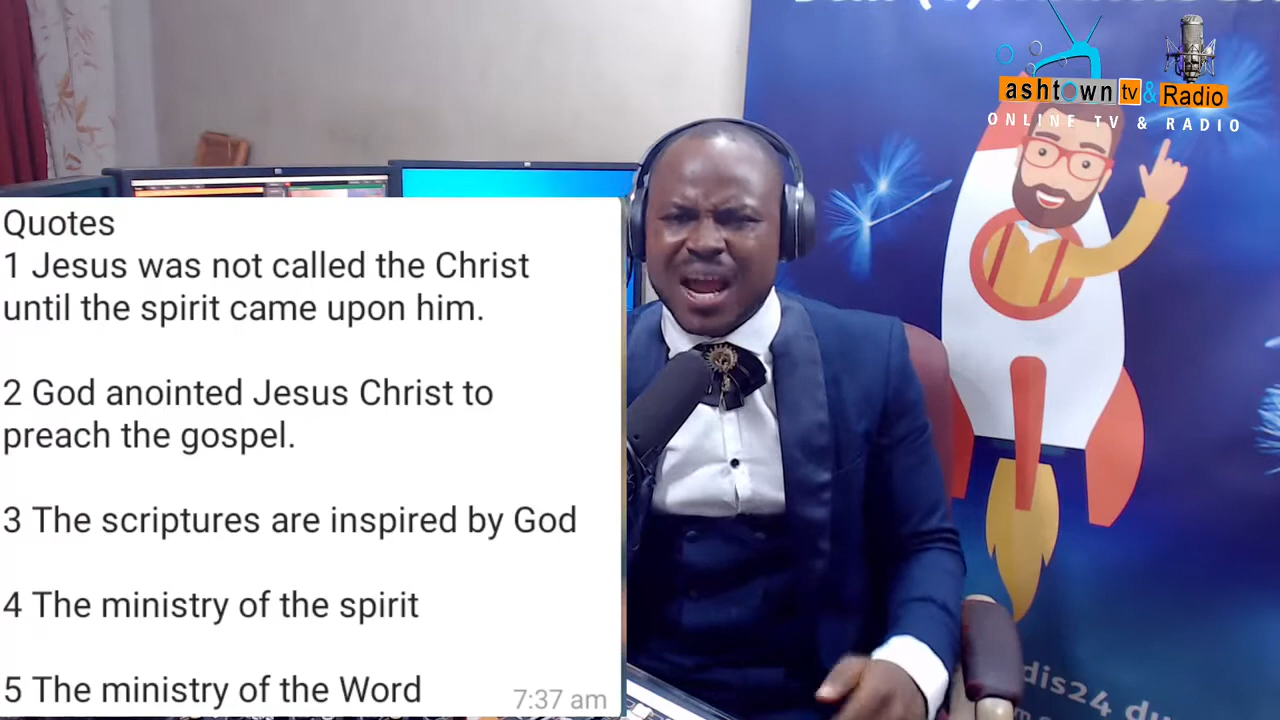 Quotes
1 Jesus was not called the Christ
until the spirit came upon him.
2 God anointed Jesus Christ to
preach the gospel.
3 The scriptures are inspired by God
4 The ministry of the spirit
5 The ministry of the Word
7:37 am
ashtown tv & Radio
ONLINE TV & RADIO
dis24